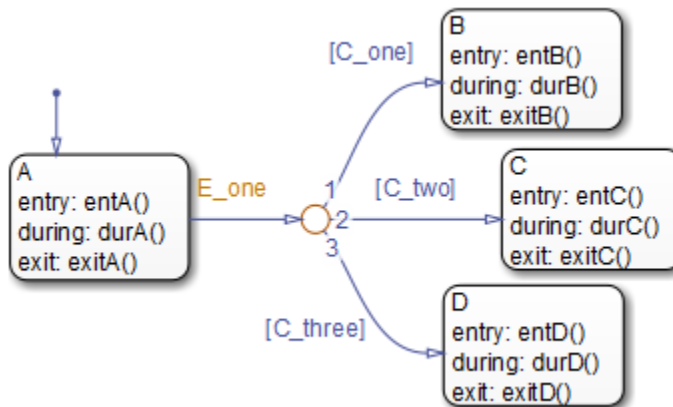 B
entry: entB()
during: durB()
exit: exitB()
[C_one]
A
entry: entA()
during: durA()
exit: exitA()
E_one
1
2
3
[C_two]
C
entry: entC()
during: durC()
exit: exitC()
[C_three]
D
entry: entD()
during: durD()
exit: exitD()